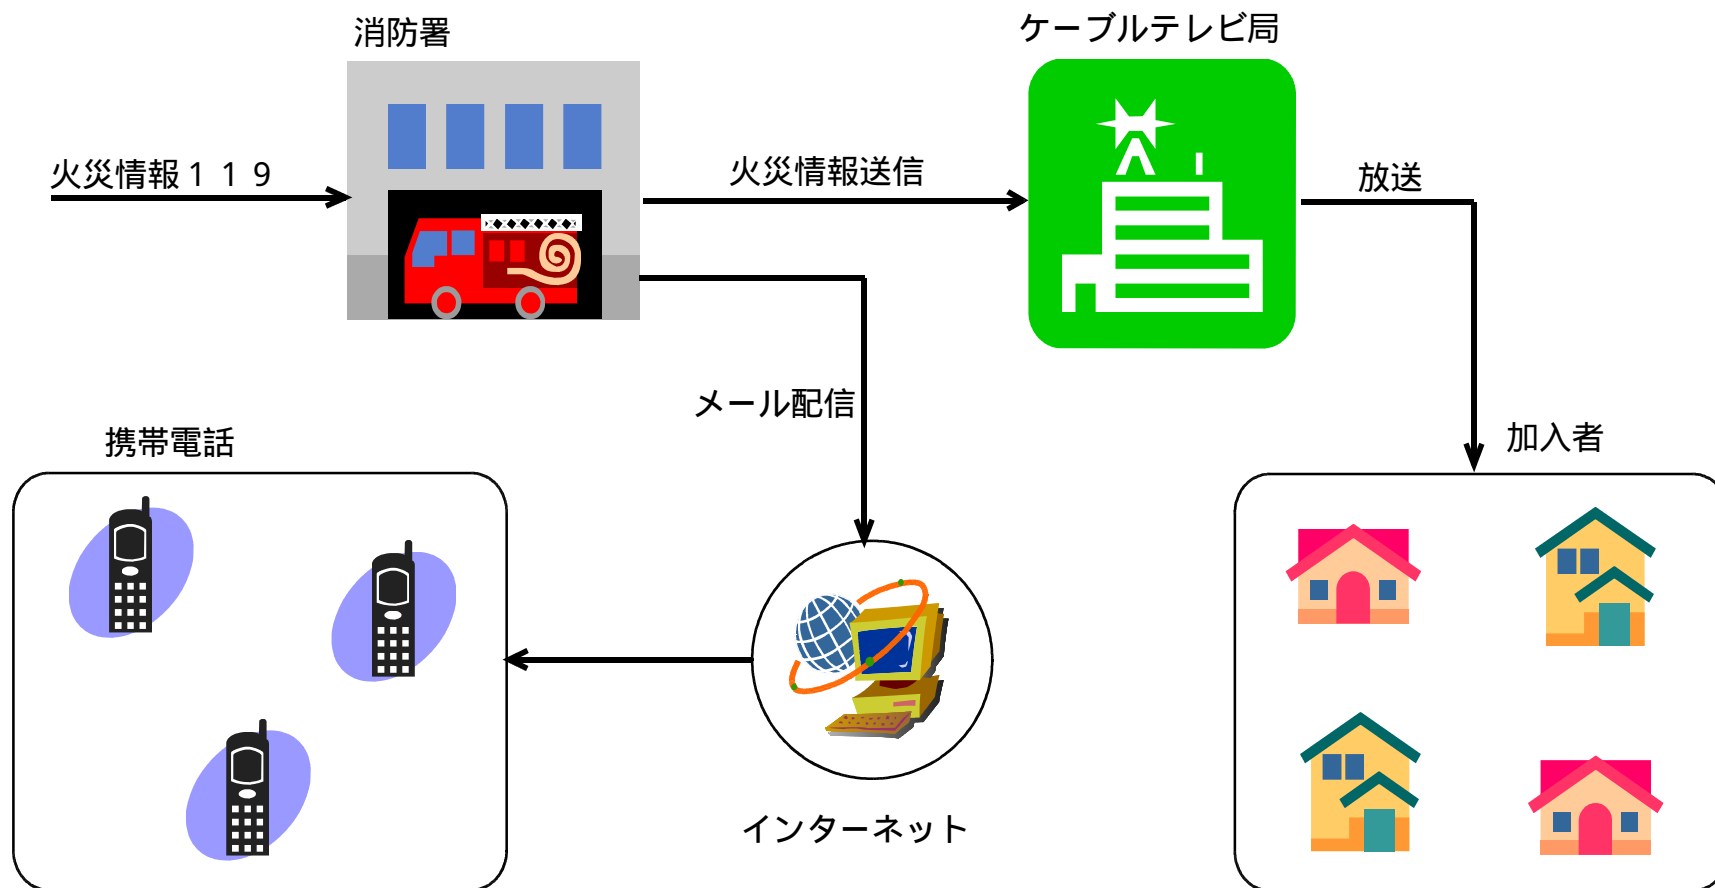 消防署
ケーブルテレビ局
火災情報１１９
火災情報送信
放送
メール配信
携帯電話
加入者
インターネット